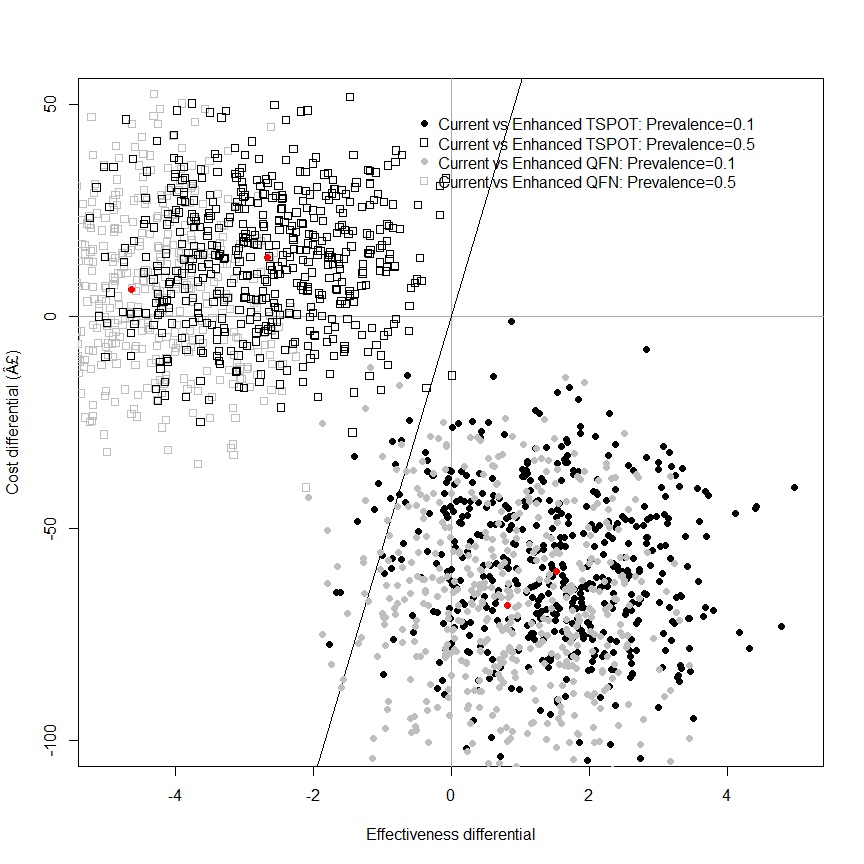 50
Current vs Enhanced TSPOT: Prevalence=0.1
Current vs Enhanced TSPOT: Prevalence=0.5
Current vs Enhanced QFN: Prevalence=0.1
Current vs Enhanced QFN: Prevalence=0.5
0
Cost differential (Â£)
-50
-100
-4 -2 0 2 4
Effectiveness differential